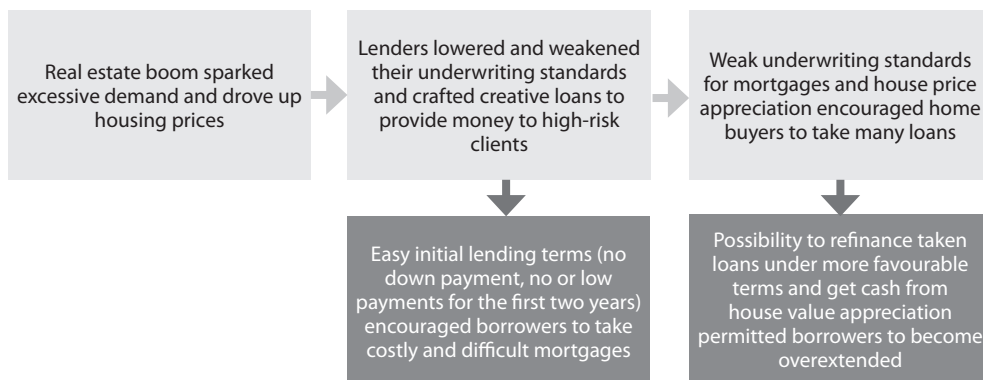 Real estate boom sparked
excessive demand and drove up
housing prices
Lenders lowered and weakened
their underwriting standards
and crafted creative loans to
provide money to high-risk
clients
Weak underwriting standards
for mortgages and house price
appreciation encouraged home
buyers to take many loans
Easy initial lending terms (no
down payment, no or low
payments for the first two years)
encouraged borrowers to take
costly and difficult mortgages
Possibility to refinance taken
loans under more favourable
terms and get cash from
house value appreciation
permitted borrowers to become
overextended